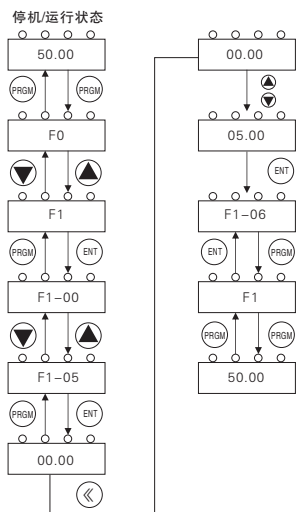 停机/运行状态
50.00
PRGM PRGM
F0
F1
PRGM ENT
F1-00
F1-05
PRGM ENT
00.00
00.00
05.00
ENT
F1-06
ENT PRGM
F1
PRGM PRGM
50.00